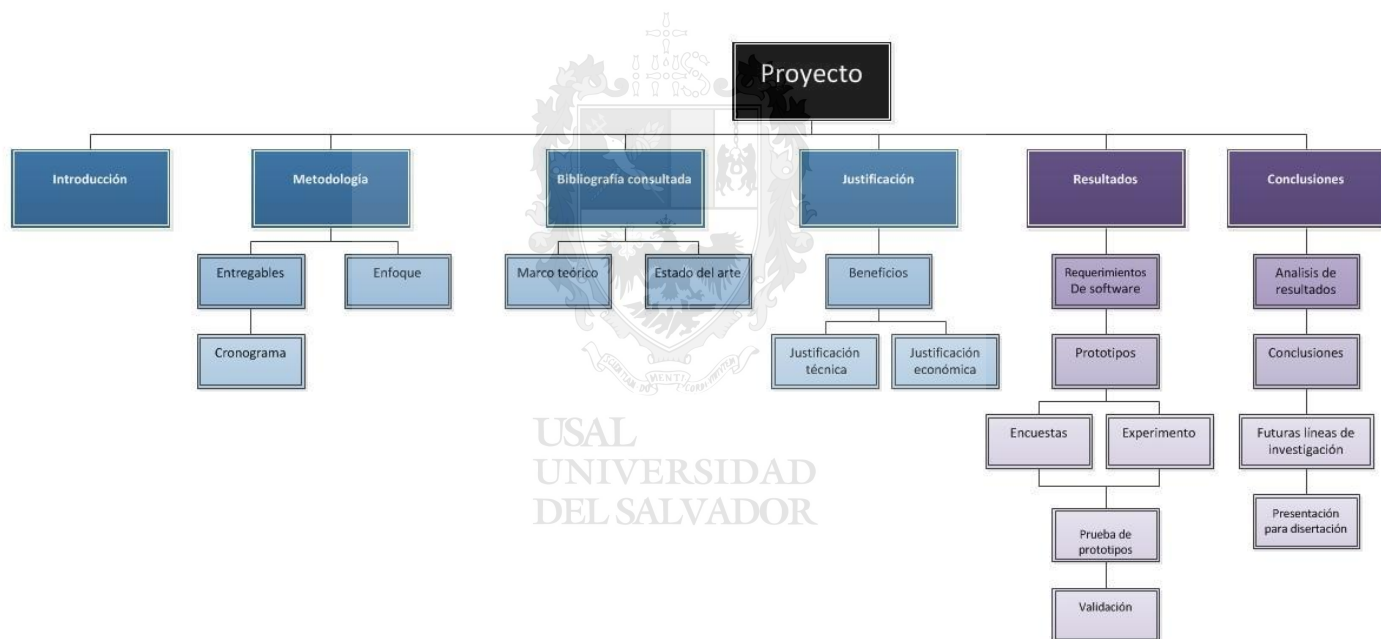 Proyecto
Introducción
Metodología
Bibliografía consultada
Justificación
Resultados
Conclusiones
Entregables
Enfoque
Marco teórico
Estado del arte
Beneficios
Requerimientos
De software
Analisis de
resultados
Cronograma
Justificación
técnica
Justificación
económica
Prototipos
Conclusiones
Encuestas
Experimento
Futuras líneas de
investigación
Prueba de
prototipos
Presentación
para disertación
Validación
IHS
USAL
UNIVERSIDAD
DEL SALVADOR